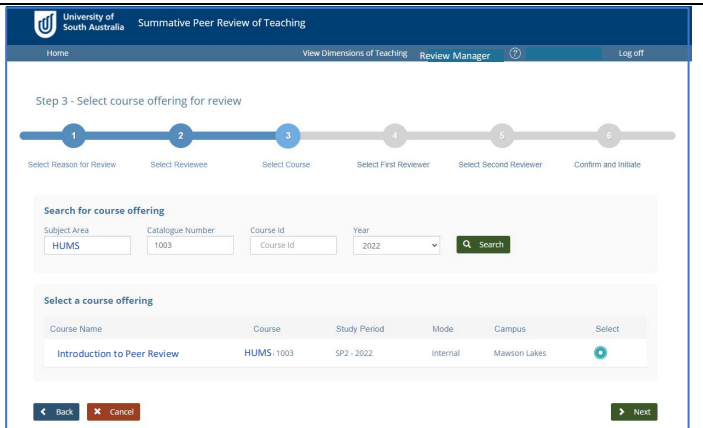 University of
South Australia
Summative Peer Review of Teaching
Home View Dimensions of Teaching Review Manager ? Log off
Step 3 - Select course offering for review
1 2 3 4 5 6
Select Reason for Review Select Reviewee Select Course Select First Reviewer Select Second Reviewer Confirm and Initiate
Search for course offering
Subject Area Catalogue Number Course Id Year
HUMS 1003 Course Id 2022 Search
Select a course offering
Course Name Course Study Period Mode Campus Select
Introduction to Peer Review HUMS 1003 SP2 - 2022 Internal Mawson Lakes
Back Cancel Next